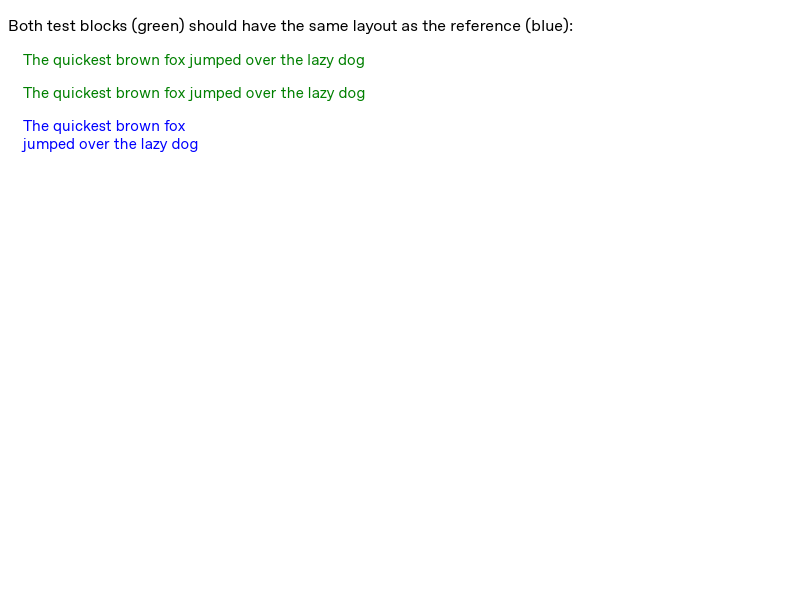 Both test blocks (green) should have the same layout as the reference (blue):
The quickest brown fox jumped over the lazy dog
The quickest brown fox jumped over the lazy dog
The quickest brown fox
jumped over the lazy dog